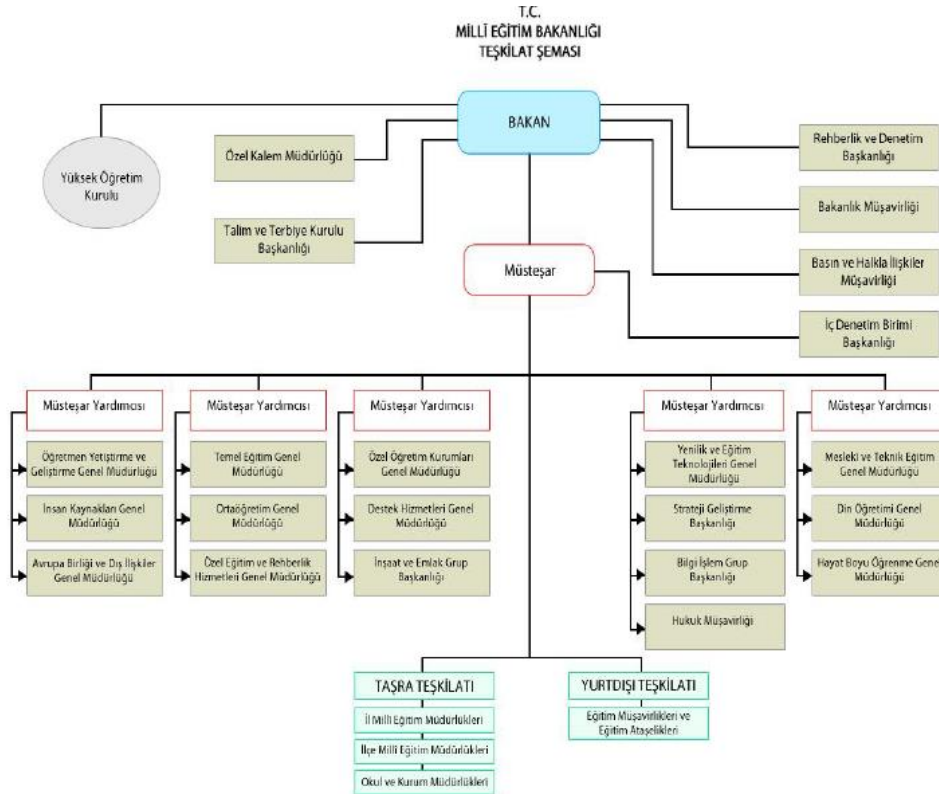 T.C.
MİLLÎ EĞİTİM BAKANLIĞI
TEŞKİLAT ŞEMASI
BAKAN
Yüksek Öğretim
Kurulu
Özel Kalem Müdürlüğü
Talim ve Terbiye Kurulu
Başkanlığı
Rehberlik ve Denetim
Başkanlığı
Bakanlık Müşavirliği
Basın ve Halkla İlişkiler
Müşavirliği
Müsteşar
İç Denetim Birimi
Başkanlığı
Müsteşar Yardımcısı
Öğretmen Yetiştirme ve
Geliştirme Genel Müdürlüğü
İnsan Kaynakları Genel
Müdürlüğü
Avrupa Birliği ve Dış İlişkiler
Genel Müdürlüğü
Müsteşar Yardımcısı
Temel Eğitim Genel
Müdürlüğü
Ortaöğretim Genel
Müdürlüğü
Özel Eğitim ve Rehberlik
Hizmetleri Genel Müdürlüğü
Müsteşar Yardımcısı
Özel Öğretim Kurumları
Genel Müdürlüğü
Destek Hizmetleri Genel
Müdürlüğü
İnşaat ve Emlak Grup
Başkanlığı
Müsteşar Yardımcısı
Yenilik ve Eğitim
Teknolojileri Genel
Müdürlüğü
Strateji Geliştirme
Başkanlığı
Bilgi İşlem Grup
Başkanlığı
Hukuk Müşavirliği
Müsteşar Yardımcısı
Mesleki ve Teknik Eğitim
Genel Müdürlüğü
Din Öğretimi Genel
Müdürlüğü
Hayat Boyu Öğrenme Genel
Müdürlüğü
TAŞRA TEŞKİLATI
İl Millî Eğitim Müdürlükleri
İlçe Millî Eğitim Müdürlükleri
Okul ve Kurum Müdürlükleri
YURTDIŞI TEŞKİLATI
Eğitim Müşavirlikleri ve
Eğitim Ataşelikleri